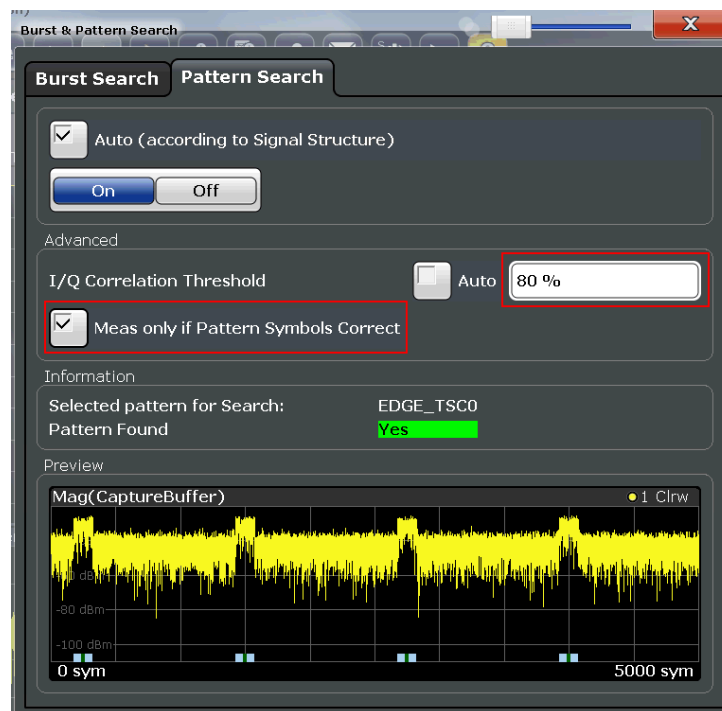 Burst & Pattern Search
X
Burst Search Pattern Search
Auto (according to Signal Structure)
On Off
Advanced
I/Q Correlation Threshold Auto 80 %
Meas only if Pattern Symbols Correct
Information
Selected pattern for Search: EDGE_TSC0
Pattern Found Yes
Preview
Mag(CaptureBuffer) 1 Clrw
-80 dBm
-100 dBm
0 sym 5000 sym